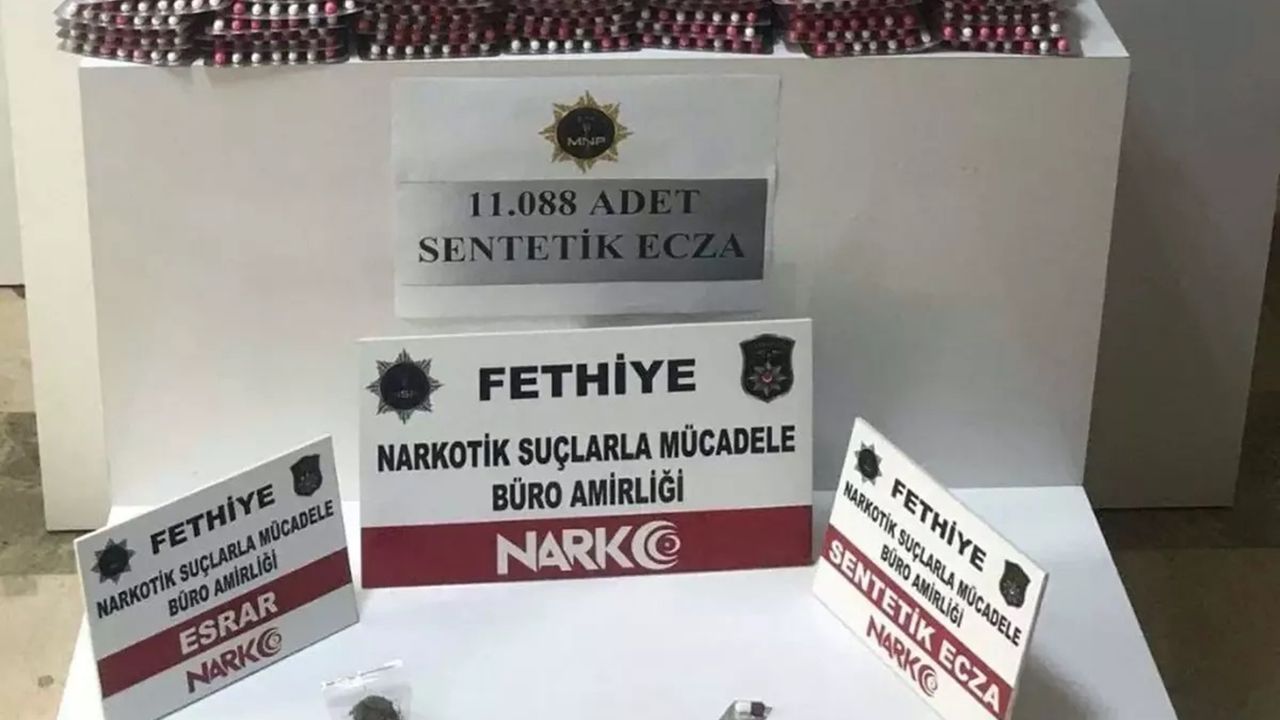 MNP
11.088 ADET
SENTETİK ECZA
FETHİYE
NARKOTİK SUÇLARLA MÜCADELE
BÜRO AMİRLİĞİ
NARKO
FETHİYE
NARKOTİK SUÇLARLA MÜCADELE
BÜRO AMİRLİĞİ
ESRAR
NARKO
FETHİYE
NARKOTİK SUÇLARLA MÜCADELE
BÜRO AMİRLİĞİ
SENTETİK ECZA
NARKO